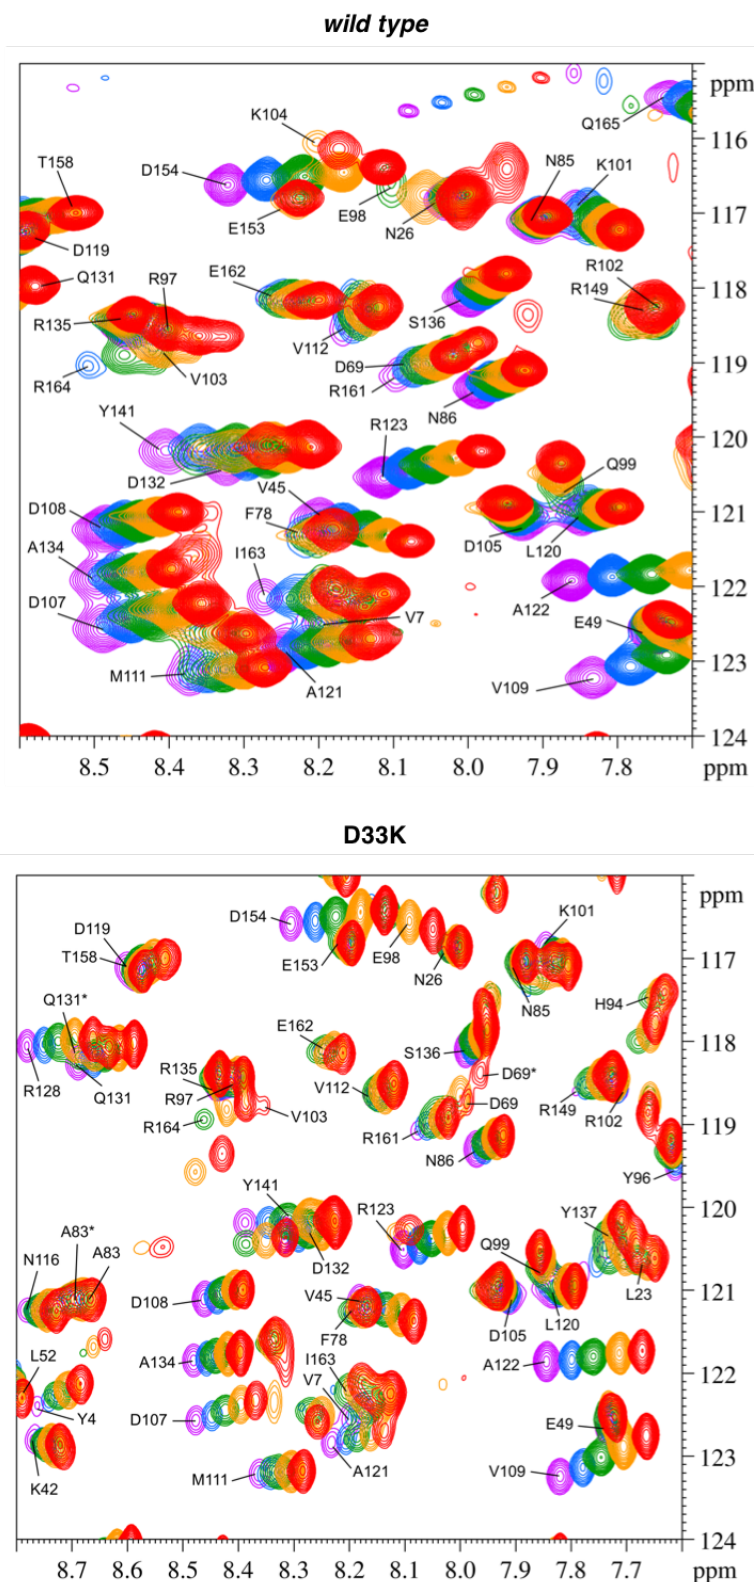 wild type
ppm
K104
Q165
116
T158
D154
N85
K101
E98
E153
N26
117
D119
Q131
R97
E162
R102
R149
118
R135
S136
V112
V103
D69
R161
119
R164
N86
Y141
R123
120
D132
Q99
V45
D108
F78
121
D105
L120
A134
I163
A122
122
D107
V7
E49
M111
123
A121
V109
124
8.5 8.4 8.3 8.2 8.1 8.0 7.9 7.8 ppm
D33K
ppm
D154
K101
D119
T158
E153
E98
N26
117
N85
Q131*
H94
E162
S136
118
R128
Q131
R135
R97
V112
D69*
D69
R149
R102
V103
R164
R161
119
N86
Y96
Y141
R123
Y137
120
A83*
A83
D132
Q99
N116
L23
D108
V45
121
F78
D105
L120
L52
A134
I163
A122
122
V7
D107
Y4
E49
K42
M111
A121
V109
123
124
8.7 8.6 8.5 8.4 8.3 8.2 8.1 8.0 7.9 7.8 7.7 ppm